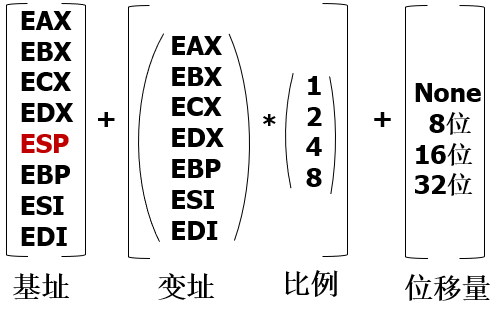 EAX
EBX
ECX
EDX
ESP
EBP
ESI
EDI
+
EAX
EBX
ECX
EDX
EBP
ESI
EDI
*
1
2
4
8
+
None
8位
16位
32位
基址 变址 比例 位移量